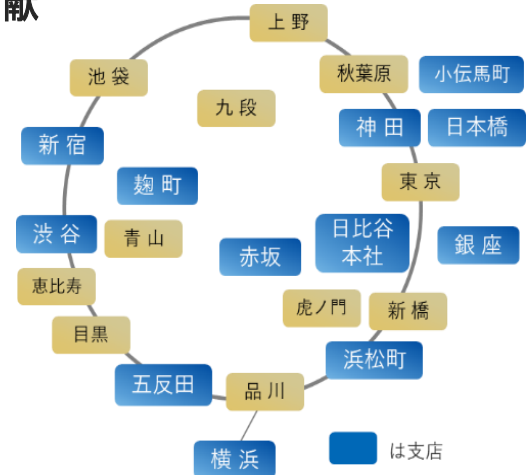 献
上野
池袋
秋葉原
小伝馬町
九段
神田
日本橋
新宿
麹町
東京
渋谷
青山
日比谷
本社
銀座
赤坂
恵比寿
虎ノ門
新橋
目黒
浜松町
五反田
品川
横浜
は支店